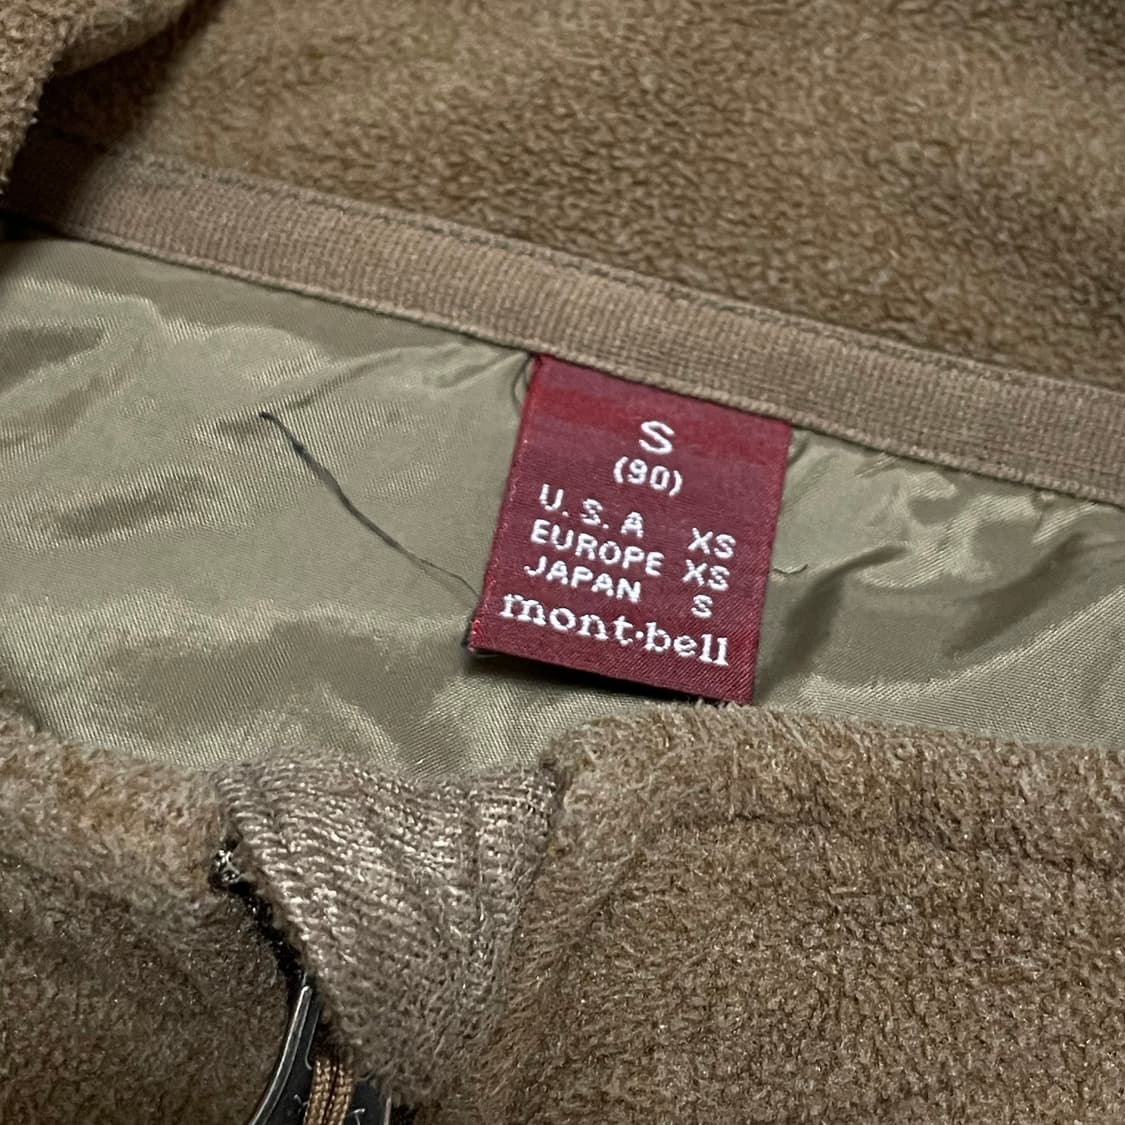 S
(90)
U.S.A XS
EUROPE XS
JAPAN S
mont·bell